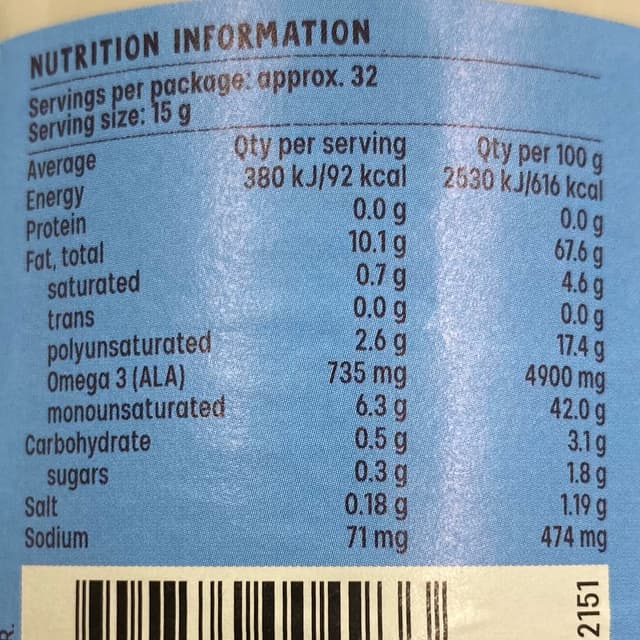 NUTRITION INFORMATION
Servings per package: approx. 32
Serving size: 15 g
Average Qty per serving Qty per 100 g
Energy 380 kJ/92 kcal 2530 kJ/616 kcal
Protein 0.0 g 0.0 g
Fat, total 10.1 g 67.6 g
saturated 0.7 g 4.6 g
trans 0.0 g 0.0 g
polyunsaturated 2.6 g 17.4 g
Omega 3 (ALA) 735 mg 4900 mg
monounsaturated 6.3 g 42.0 g
Carbohydrate 0.5 g 3.1 g
sugars 0.3 g 1.8 g
Salt 0.18 g 1.19 g
Sodium 71 mg 474 mg
2151
R.